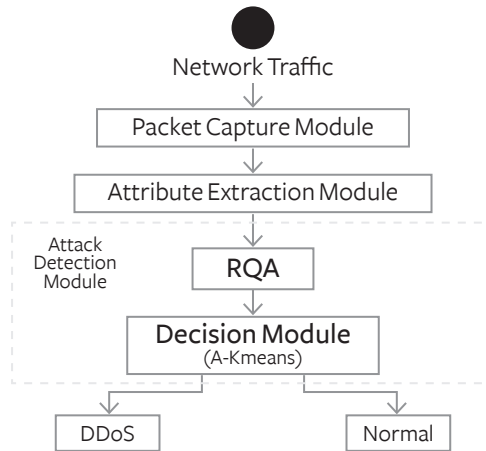 Network Traffic
Packet Capture Module
Attribute Extraction Module
Attack
Detection
Module
RQA
Decision Module
(A-Kmeans)
DDoS
Normal